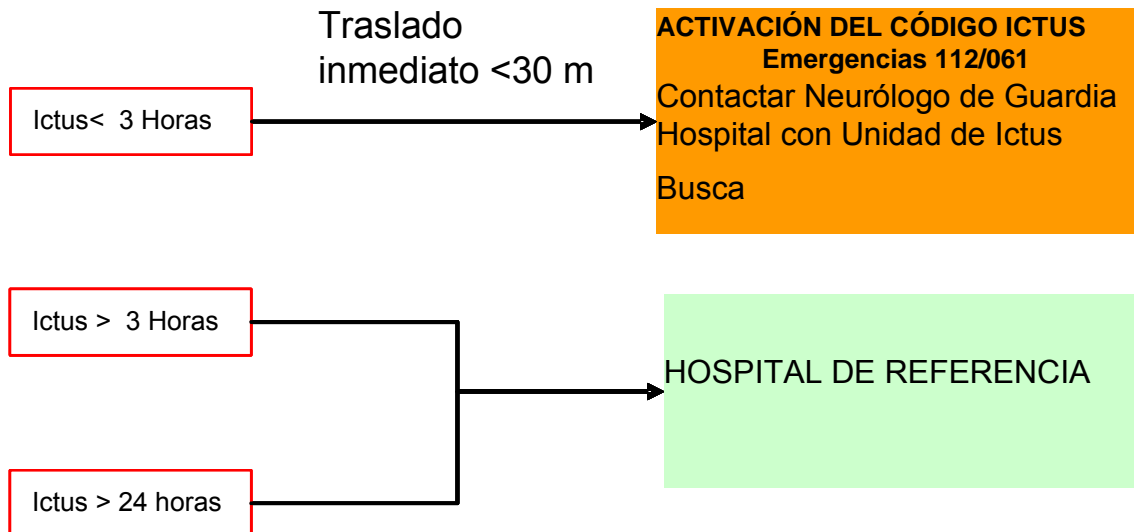 Traslado
inmediato <30 m
ACTIVACIÓN DEL CÓDIGO ICTUS
Emergencias 112/061
Contactar Neurólogo de Guardia
Hospital con Unidad de Ictus
Busca
Ictus< 3 Horas
Ictus > 3 Horas
HOSPITAL DE REFERENCIA
Ictus > 24 horas